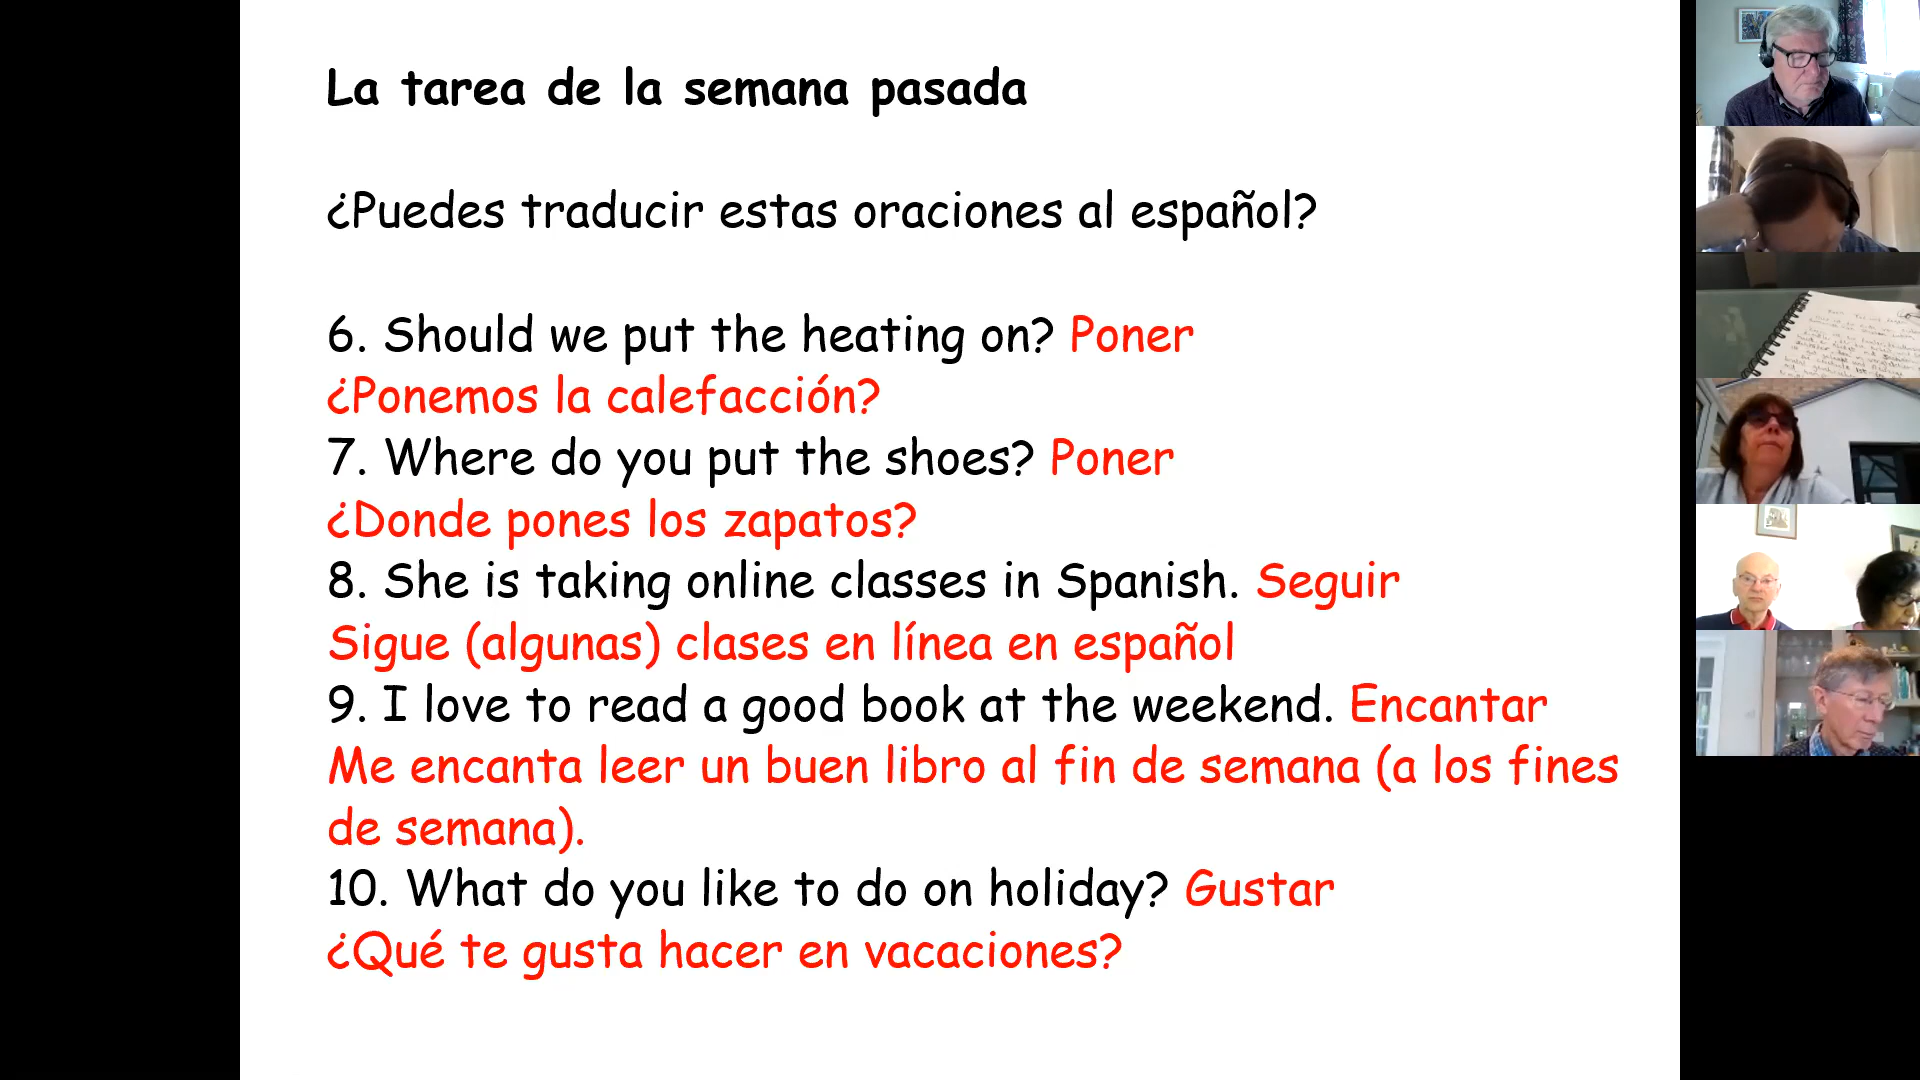 La tarea de la semana pasada
¿Puedes traducir estas oraciones al español?
6. Should we put the heating on? Poner
¿Ponemos la calefacción?
7. Where do you put the shoes? Poner
¿Donde pones los zapatos?
8. She is taking online classes in Spanish. Seguir
Sigue (algunas) clases en línea en español
9. I love to read a good book at the weekend. Encantar
Me encanta leer un buen libro al fin de semana (a los fines
de semana).
10. What do you like to do on holiday? Gustar
¿Qué te gusta hacer en vacaciones?